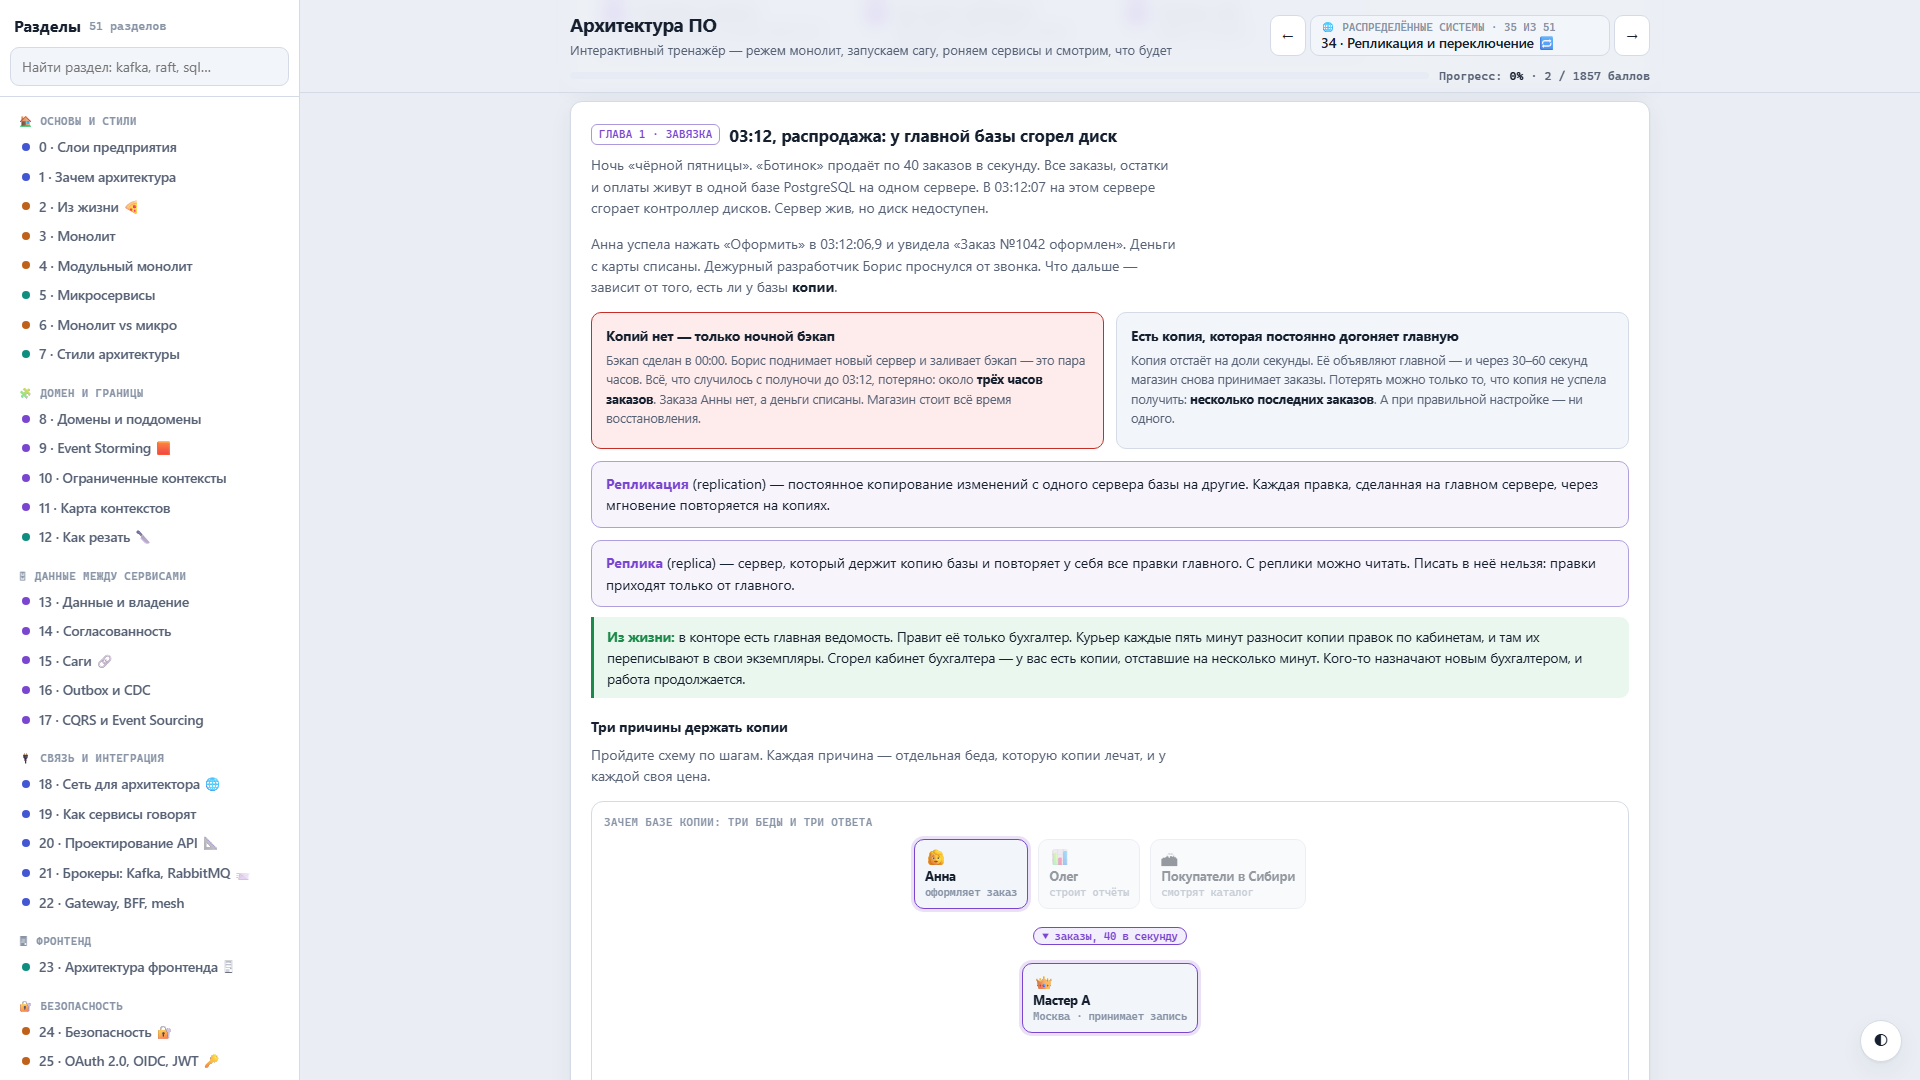 Разделы 51 разделов
Найти раздел: kafka, raft, sql...
ОСНОВЫ И СТИЛИ
0 · Слои предприятия
1 · Зачем архитектура
2 · Из жизни
3 · Монолит
4 · Модульный монолит
5 · Микросервисы
6 · Монолит vs микро
7 · Стили архитектуры
ДОМЕН И ГРАНИЦЫ
8 · Домены и поддомены
9 · Event Storming
10 · Ограниченные контексты
11 · Карта контекстов
12 · Как резать
ДАННЫЕ МЕЖДУ СЕРВИСАМИ
13 · Данные и владение
14 · Согласованность
15 · Саги
16 · Outbox и CDC
17 · CQRS и Event Sourcing
СВЯЗЬ И ИНТЕГРАЦИЯ
18 · Сеть для архитектора
19 · Как сервисы говорят
20 · Проектирование API
21 · Брокеры: Kafka, RabbitMQ
22 · Gateway, BFF, mesh
ФРОНТЕНД
23 · Архитектура фронтенда
БЕЗОПАСНОСТЬ
24 · Безопасность
25 · OAuth 2.0, OIDC, JWT
Архитектура ПО
Интерактивный тренажёр — режем монолит, запускаем сагу, роняем сервисы и смотрим, что будет
←
РАСПРЕДЕЛЁННЫЕ СИСТЕМЫ · 35 ИЗ 51
34 · Репликация и переключение
→
Прогресс: 0% · 2 / 1857 баллов
ГЛАВА 1 · ЗАВЯЗКА 03:12, распродажа: у главной базы сгорел диск
Ночь «чёрной пятницы». «Ботинок» продаёт по 40 заказов в секунду. Все заказы, остатки
и оплаты живут в одной базе PostgreSQL на одном сервере. В 03:12:07 на этом сервере
сгорает контроллер дисков. Сервер жив, но диск недоступен.
Анна успела нажать «Оформить» в 03:12:06,9 и увидела «Заказ №1042 оформлен». Деньги
с карты списаны. Дежурный разработчик Борис проснулся от звонка. Что дальше —
зависит от того, есть ли у базы копии.
Копий нет — только ночной бэкап
Бэкап сделан в 00:00. Борис поднимает новый сервер и заливает бэкап — это пара
часов. Всё, что случилось с полуночи до 03:12, потеряно: около трёх часов
заказов. Заказа Анны нет, а деньги списаны. Магазин стоит всё время
восстановления.
Есть копия, которая постоянно догоняет главную
Копия отстаёт на доли секунды. Её объявляют главной — и через 30–60 секунд
магазин снова принимает заказы. Потерять можно только то, что копия не успела
получить: несколько последних заказов. А при правильной настройке — ни
одного.
Репликация (replication) — постоянное копирование изменений с одного сервера базы на другие. Каждая правка, сделанная на главном сервере, через
мгновение повторяется на копиях.
Реплика (replica) — сервер, который держит копию базы и повторяет у себя все правки главного. С реплики можно читать. Писать в неё нельзя: правки
приходят только от главного.
Из жизни: в конторе есть главная ведомость. Правит её только бухгалтер. Курьер каждые пять минут разносит копии правок по кабинетам, и там их
переписывают в свои экземпляры. Сгорел кабинет бухгалтера — у вас есть копии, отставшие на несколько минут. Кого-то назначают новым бухгалтером, и
работа продолжается.
Три причины держать копии
Пройдите схему по шагам. Каждая причина — отдельная беда, которую копии лечат, и у
каждой своя цена.
ЗАЧЕМ БАЗЕ КОПИИ: ТРИ БЕДЫ И ТРИ ОТВЕТА
Анна
оформляет заказ
Олег
строит отчёты
Покупатели в Сибири
смотрят каталог
▼ заказы, 40 в секунду
Мастер A
Москва · принимает запись